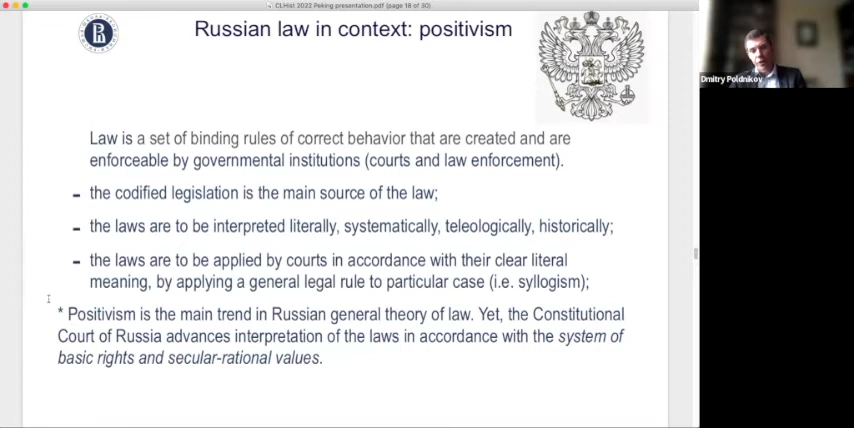 CLHist 2022 Peking presentation.pdf (page 18 of 30)
Russian law in context: positivism
Dmitry Poldnikov
Law is a set of binding rules of correct behavior that are created and are
enforceable by governmental institutions (courts and law enforcement).
- the codified legislation is the main source of the law;
- the laws are to be interpreted literally, systematically, teleologically, historically;
- the laws are to be applied by courts in accordance with their clear literal
meaning, by applying a general legal rule to particular case (i.e. syllogism);
* Positivism is the main trend in Russian general theory of law. Yet, the Constitutional
Court of Russia advances interpretation of the laws in accordance with the system of
basic rights and secular-rational values.